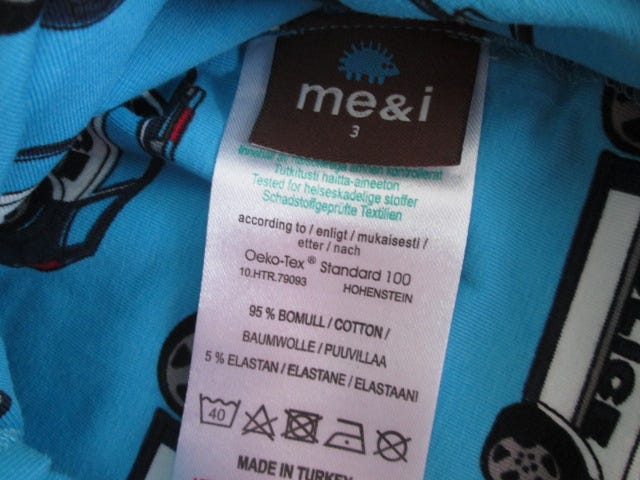 me&i
3
kontrollerat
Tutkitusti haitta-aineeton
Tested for helseskadelige stoffer
Schadstoffgeprüfte Textilien
according to / enligt / mukaisesti /
etter / nach
Oeko-Tex® Standard 100
10.HTR.79093 HOHENSTEIN
95 % BOMULL / COTTON /
BAUMWOLLE / PUUVILLAA
5 % ELASTAN / ELASTANE / ELASTAANI
40
MADE IN TURKEY
LICE